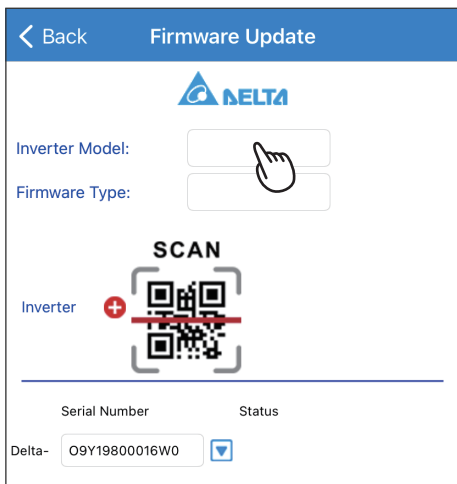 Back Firmware Update
DELTA
Inverter Model:
Firmware Type:
SCAN
Inverter
Serial Number Status
Delta- O9Y19800016W0